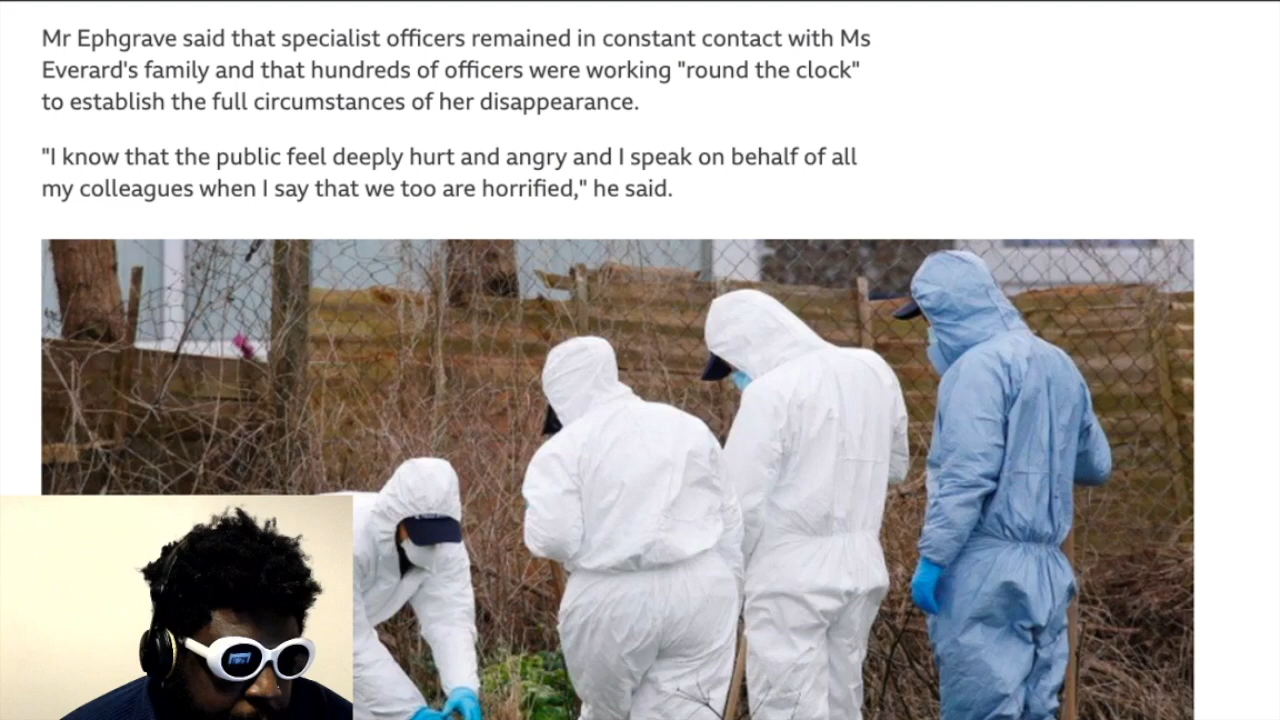 Mr Ephgrave said that specialist officers remained in constant contact with Ms
Everard's family and that hundreds of officers were working "round the clock"
to establish the full circumstances of her disappearance.
"I know that the public feel deeply hurt and angry and I speak on behalf of all
my colleagues when I say that we too are horrified," he said.